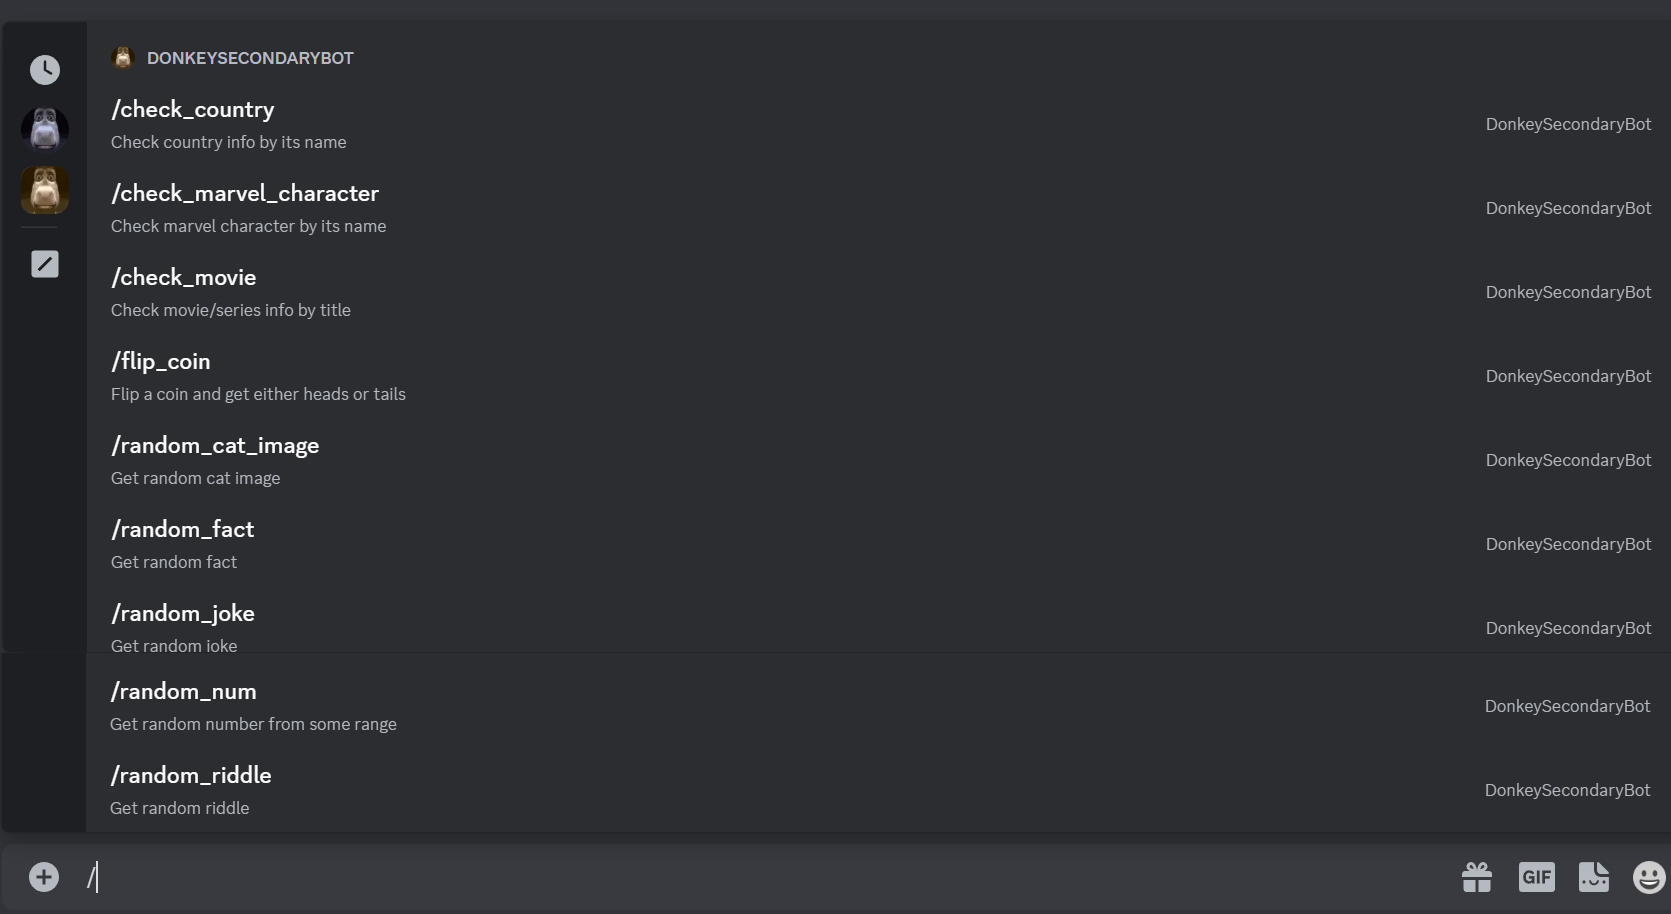 DONKEYSECONDARYBOT
/check_country
Check country info by its name
DonkeySecondaryBot
/check_marvel_character
Check marvel character by its name
DonkeySecondaryBot
/check_movie
Check movie/series info by title
DonkeySecondaryBot
/flip_coin
Flip a coin and get either heads or tails
DonkeySecondaryBot
/random_cat_image
Get random cat image
DonkeySecondaryBot
/random_fact
Get random fact
DonkeySecondaryBot
/random_joke
Get random joke
DonkeySecondaryBot
/random_num
Get random number from some range
DonkeySecondaryBot
/random_riddle
Get random riddle
DonkeySecondaryBot
/
GIF